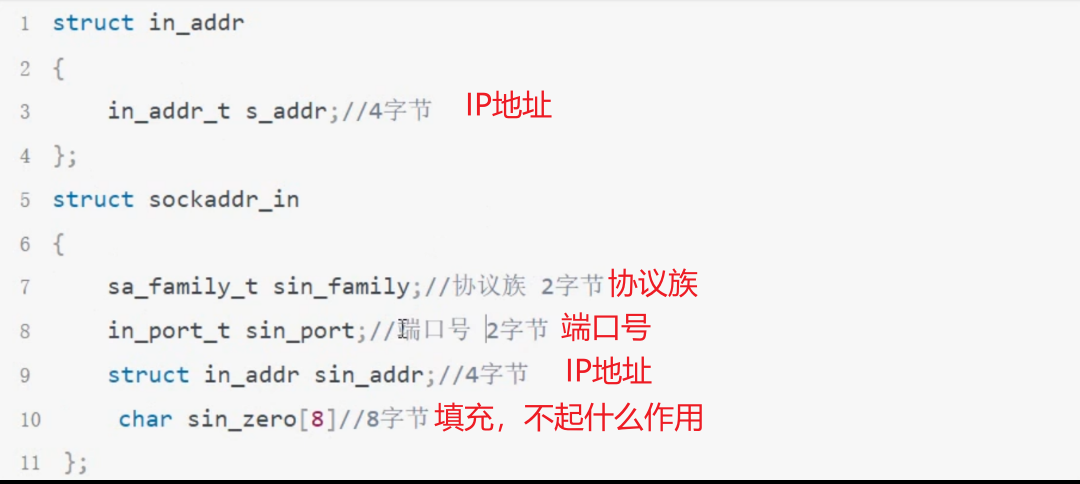 1 struct in_addr
2 {
3 in_addr_t s_addr;//4字节 IP地址
4 };
5 struct sockaddr_in
6 {
7 sa_family_t sin_family;//协议族 2字节 协议族
8 in_port_t sin_port;//端口号 2字节 端口号
9 struct in_addr sin_addr;//4字节 IP地址
10 char sin_zero[8]//8字节 填充，不起什么作用
11 };